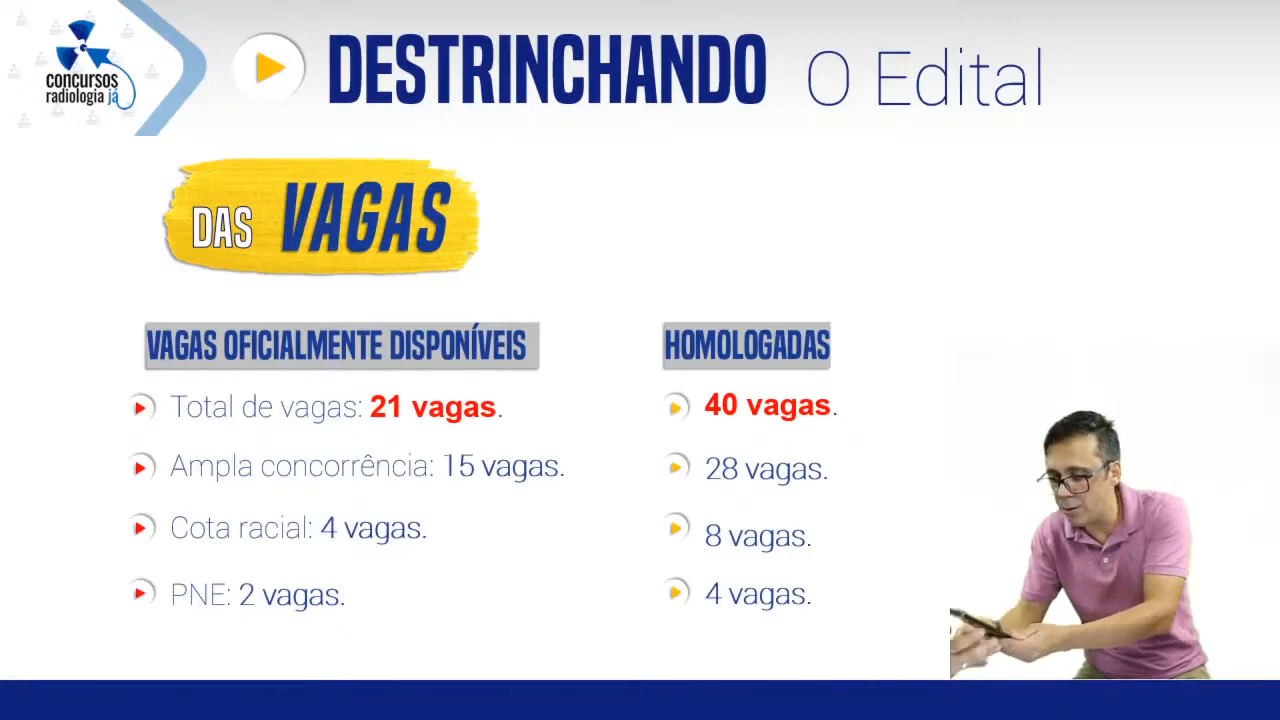 concursos
radiologia já
DESTRINCHANDO O Edital
DAS VAGAS
VAGAS OFICIALMENTE DISPONÍVEIS
Total de vagas: 21 vagas.
Ampla concorrência: 15 vagas.
Cota racial: 4 vagas.
PNE: 2 vagas.
HOMOLOGADAS
40 vagas.
28 vagas.
8 vagas.
4 vagas.